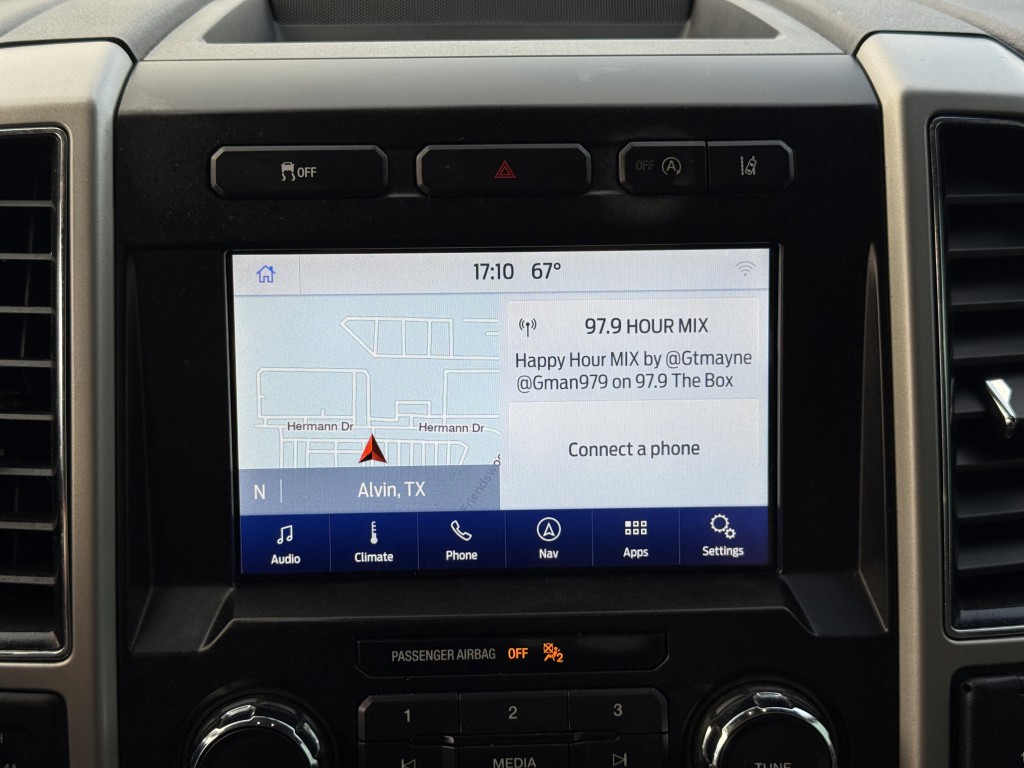 OFF
OFF A
17:10 67°
97.9 HOUR MIX
Happy Hour MIX by @Gtmayne
@Gman979 on 97.9 The Box
Hermann Dr
Hermann Dr
Connect a phone
N
Alvin, TX
Audio
Climate
Phone
Nav
Apps
Settings
PASSENGER AIRBAG OFF 2
1
2
3
MEDIA
TUNE